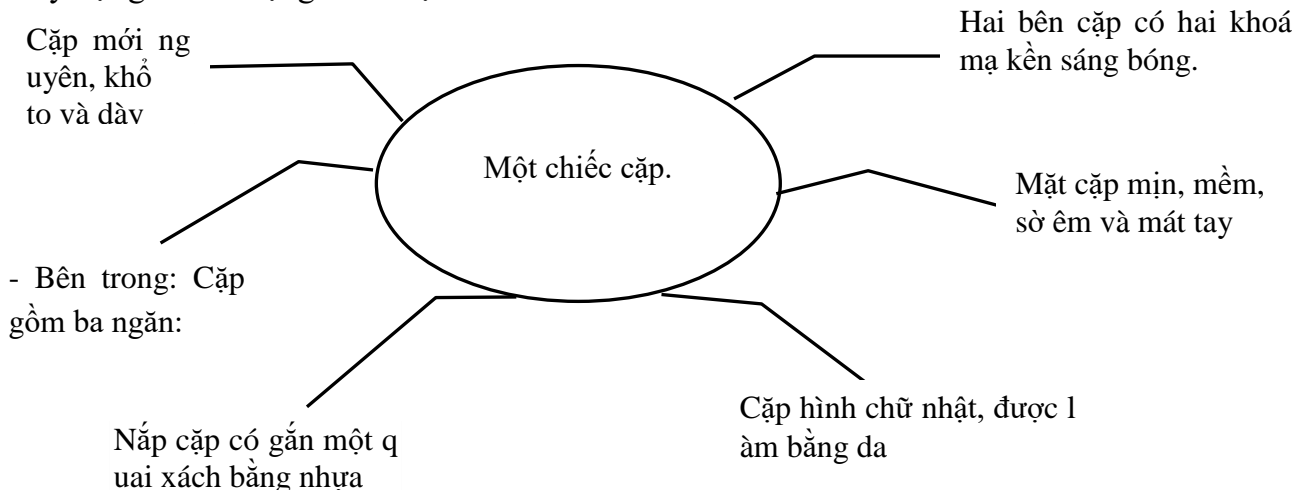 Hai bên cặp có hai khoá
mạ kền sáng bóng.
Cặp mới ng
uyên, khổ
to và dàv
Một chiếc cặp.
Mặt cặp mịn, mềm,
sờ êm và mát tay
- Bên trong: Cặp
gồm ba ngăn:
Cặp hình chữ nhật, được l
àm bằng da
Nắp cặp có gắn một q
uai xách bằng nhựa